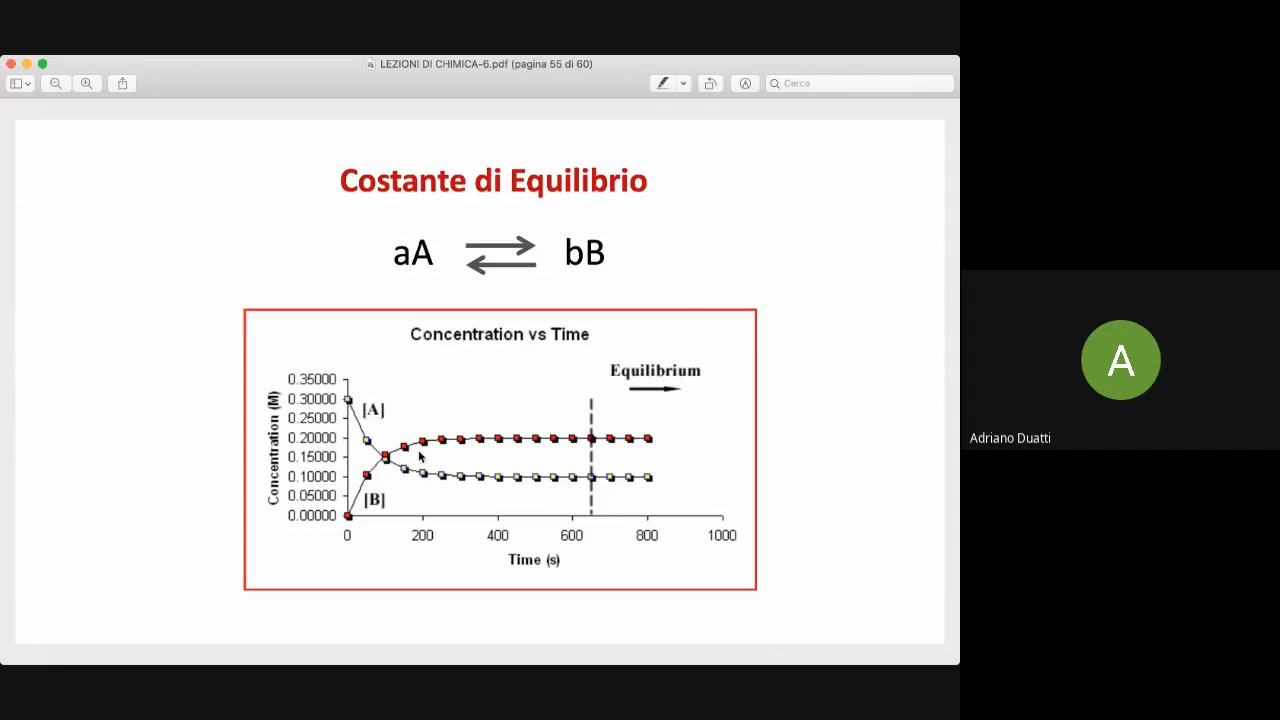 LEZIONI DI CHIMICA-6.pdf (pagina 55 di 60)
Cerca
Costante di Equilibrio
aA bB
Concentration vs Time
Equilibrium
0.35000
0.30000
0.25000
0.20000
0.15000
0.10000
0.05000
0.00000
Concentration (M)
[A]
[B]
0 200 400 600 800 1000
Time (s)
A
Adriano Duatti